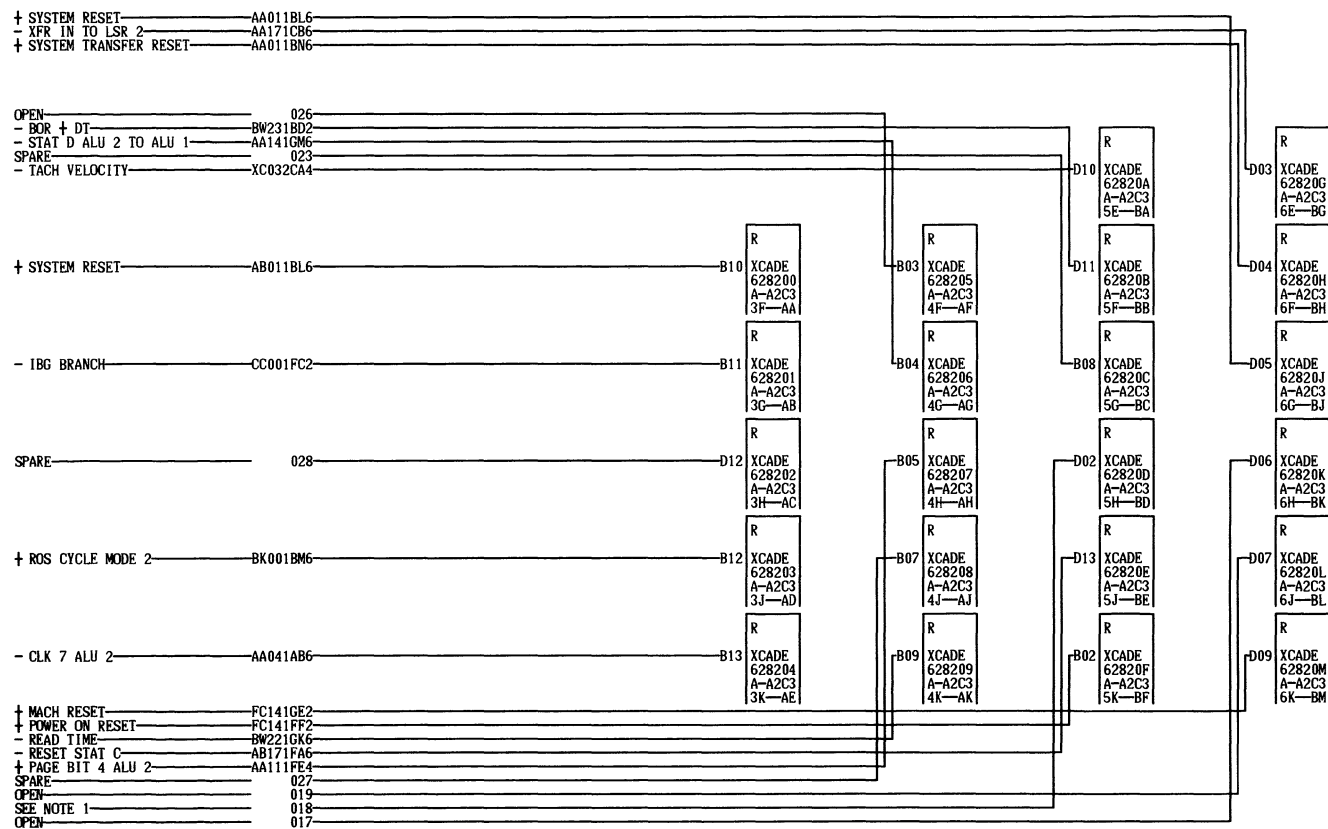 + SYSTEM RESET AA011BL6
- XFR IN TO LSR 2 AA171CB6
+ SYSTEM TRANSFER RESET AA011BN6
OPEN 026
- BOR + DT BW231BD2
- STAT D ALU 2 TO ALU 1 AA141GM6
SPARE 023
- TACH VELOCITY XC032CA4
R R
D10 XCADE D03 XCADE
62820A 62820G
A-A2C3 A-A2C3
5E—BA 6E—BG
R R R R
+ SYSTEM RESET AB011BL6 B10 XCADE B03 XCADE D11 XCADE D04 XCADE
628200 628205 62820B 62820H
A-A2C3 A-A2C3 A-A2C3 A-A2C3
3F—AA 4F—AF 5F—BB 6F—BH
R R R R
- IBG BRANCH CC001FC2 B11 XCADE B04 XCADE B08 XCADE D05 XCADE
628201 628206 62820C 62820J
A-A2C3 A-A2C3 A-A2C3 A-A2C3
3G—AB 4G—AG 5G—BC 6G—BJ
R R R R
SPARE 028 D12 XCADE B05 XCADE D02 XCADE D06 XCADE
628202 628207 62820D 62820K
A-A2C3 A-A2C3 A-A2C3 A-A2C3
3H—AC 4H—AH 5H—BD 6H—BK
R R R R
+ ROS CYCLE MODE 2 BK001BM6 B12 XCADE B07 XCADE D13 XCADE D07 XCADE
628203 628208 62820E 62820L
A-A2C3 A-A2C3 A-A2C3 A-A2C3
3J—AD 4J—AJ 5J—BE 6J—BL
R R R R
- CLK 7 ALU 2 AA041AB6 B13 XCADE B09 XCADE B02 XCADE D09 XCADE
628204 628209 62820F 62820M
A-A2C3 A-A2C3 A-A2C3 A-A2C3
3K—AE 4K—AK 5K—BF 6K—BM
+ MACH RESET FC141GE2
+ POWER ON RESET FC141FF2
- READ TIME BW221GK6
- RESET STAT C AB171FA6
+ PAGE BIT 4 ALU 2 AA111FE4
SPARE 027
OPEN 019
SEE NOTE 1 018
OPEN 017